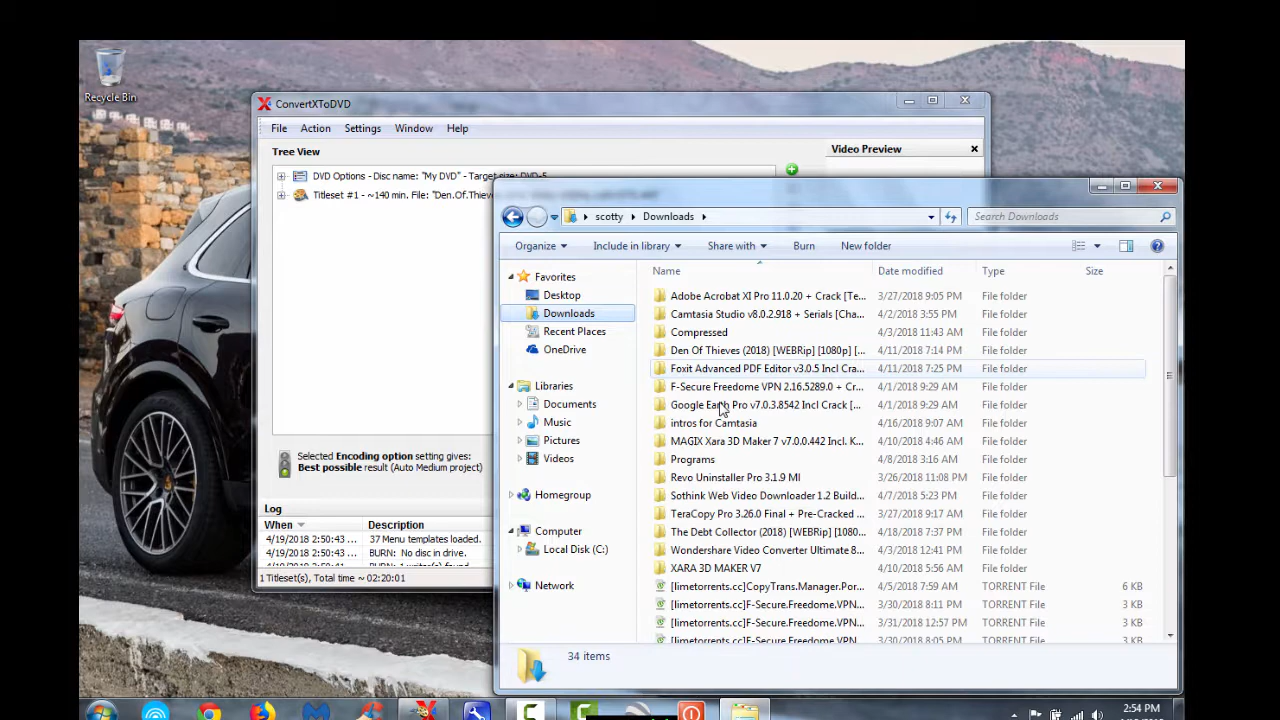 Recycle Bin
ConvertXToDVD
File Action Settings Window Help
Tree View
Video Preview
DVD Options - Disc name: "My DVD" - Target size: DVD-5
Titleset #1 - ~140 min. File: "Den.Of.Thieve
Selected Encoding option setting gives:
Best possible result (Auto Medium project)
Log
When Description
4/19/2018 2:50:43 ... 37 Menu templates loaded.
4/19/2018 2:50:43 ... BURN: No disc in drive.
1 Titleset(s), Total time ~ 02:20:01
scotty Downloads
Search Downloads
Organize Include in library Share with Burn New folder
Favorites
Desktop
Downloads
Recent Places
OneDrive
Libraries
Documents
Music
Pictures
Videos
Homegroup
Computer
Local Disk (C:)
Network
Name Date modified Type Size
Adobe Acrobat XI Pro 11.0.20 + Crack [Te... 3/27/2018 9:05 PM File folder
Camtasia Studio v8.0.2.918 + Serials [Cha... 4/2/2018 3:55 PM File folder
Compressed 4/3/2018 11:43 AM File folder
Den Of Thieves (2018) [WEBRip] [1080p] [... 4/11/2018 7:14 PM File folder
Foxit Advanced PDF Editor v3.0.5 Incl Cra... 4/11/2018 7:25 PM File folder
F-Secure Freedome VPN 2.16.5289.0 + Cr... 4/1/2018 9:29 AM File folder
Google Earth Pro v7.0.3.8542 Incl Crack [... 4/1/2018 9:29 AM File folder
intros for Camtasia 4/16/2018 9:07 AM File folder
MAGIX Xara 3D Maker 7 v7.0.0.442 Incl. K... 4/10/2018 4:46 AM File folder
Programs 4/8/2018 3:16 AM File folder
Revo Uninstaller Pro 3.1.9 MI 3/26/2018 11:08 PM File folder
Sothink Web Video Downloader 1.2 Build... 4/7/2018 5:23 PM File folder
TeraCopy Pro 3.26.0 Final + Pre-Cracked ... 3/27/2018 9:17 AM File folder
The Debt Collector (2018) [WEBRip] [1080... 4/18/2018 7:37 PM File folder
Wondershare Video Converter Ultimate 8... 4/3/2018 12:41 PM File folder
XARA 3D MAKER V7 4/10/2018 5:56 AM File folder
[limetorrents.cc]CopyTrans.Manager.Por... 4/5/2018 7:59 AM TORRENT File 6 KB
[limetorrents.cc]F-Secure.Freedome.VPN... 3/30/2018 8:11 PM TORRENT File 3 KB
[limetorrents.cc]F-Secure.Freedome.VPN... 3/31/2018 12:57 PM TORRENT File 3 KB
[limetorrents.cc]F-Secure.Freedome.VPN 3/30/2018 8:05 PM TORRENT File 3 KB
34 items
2:54 PM